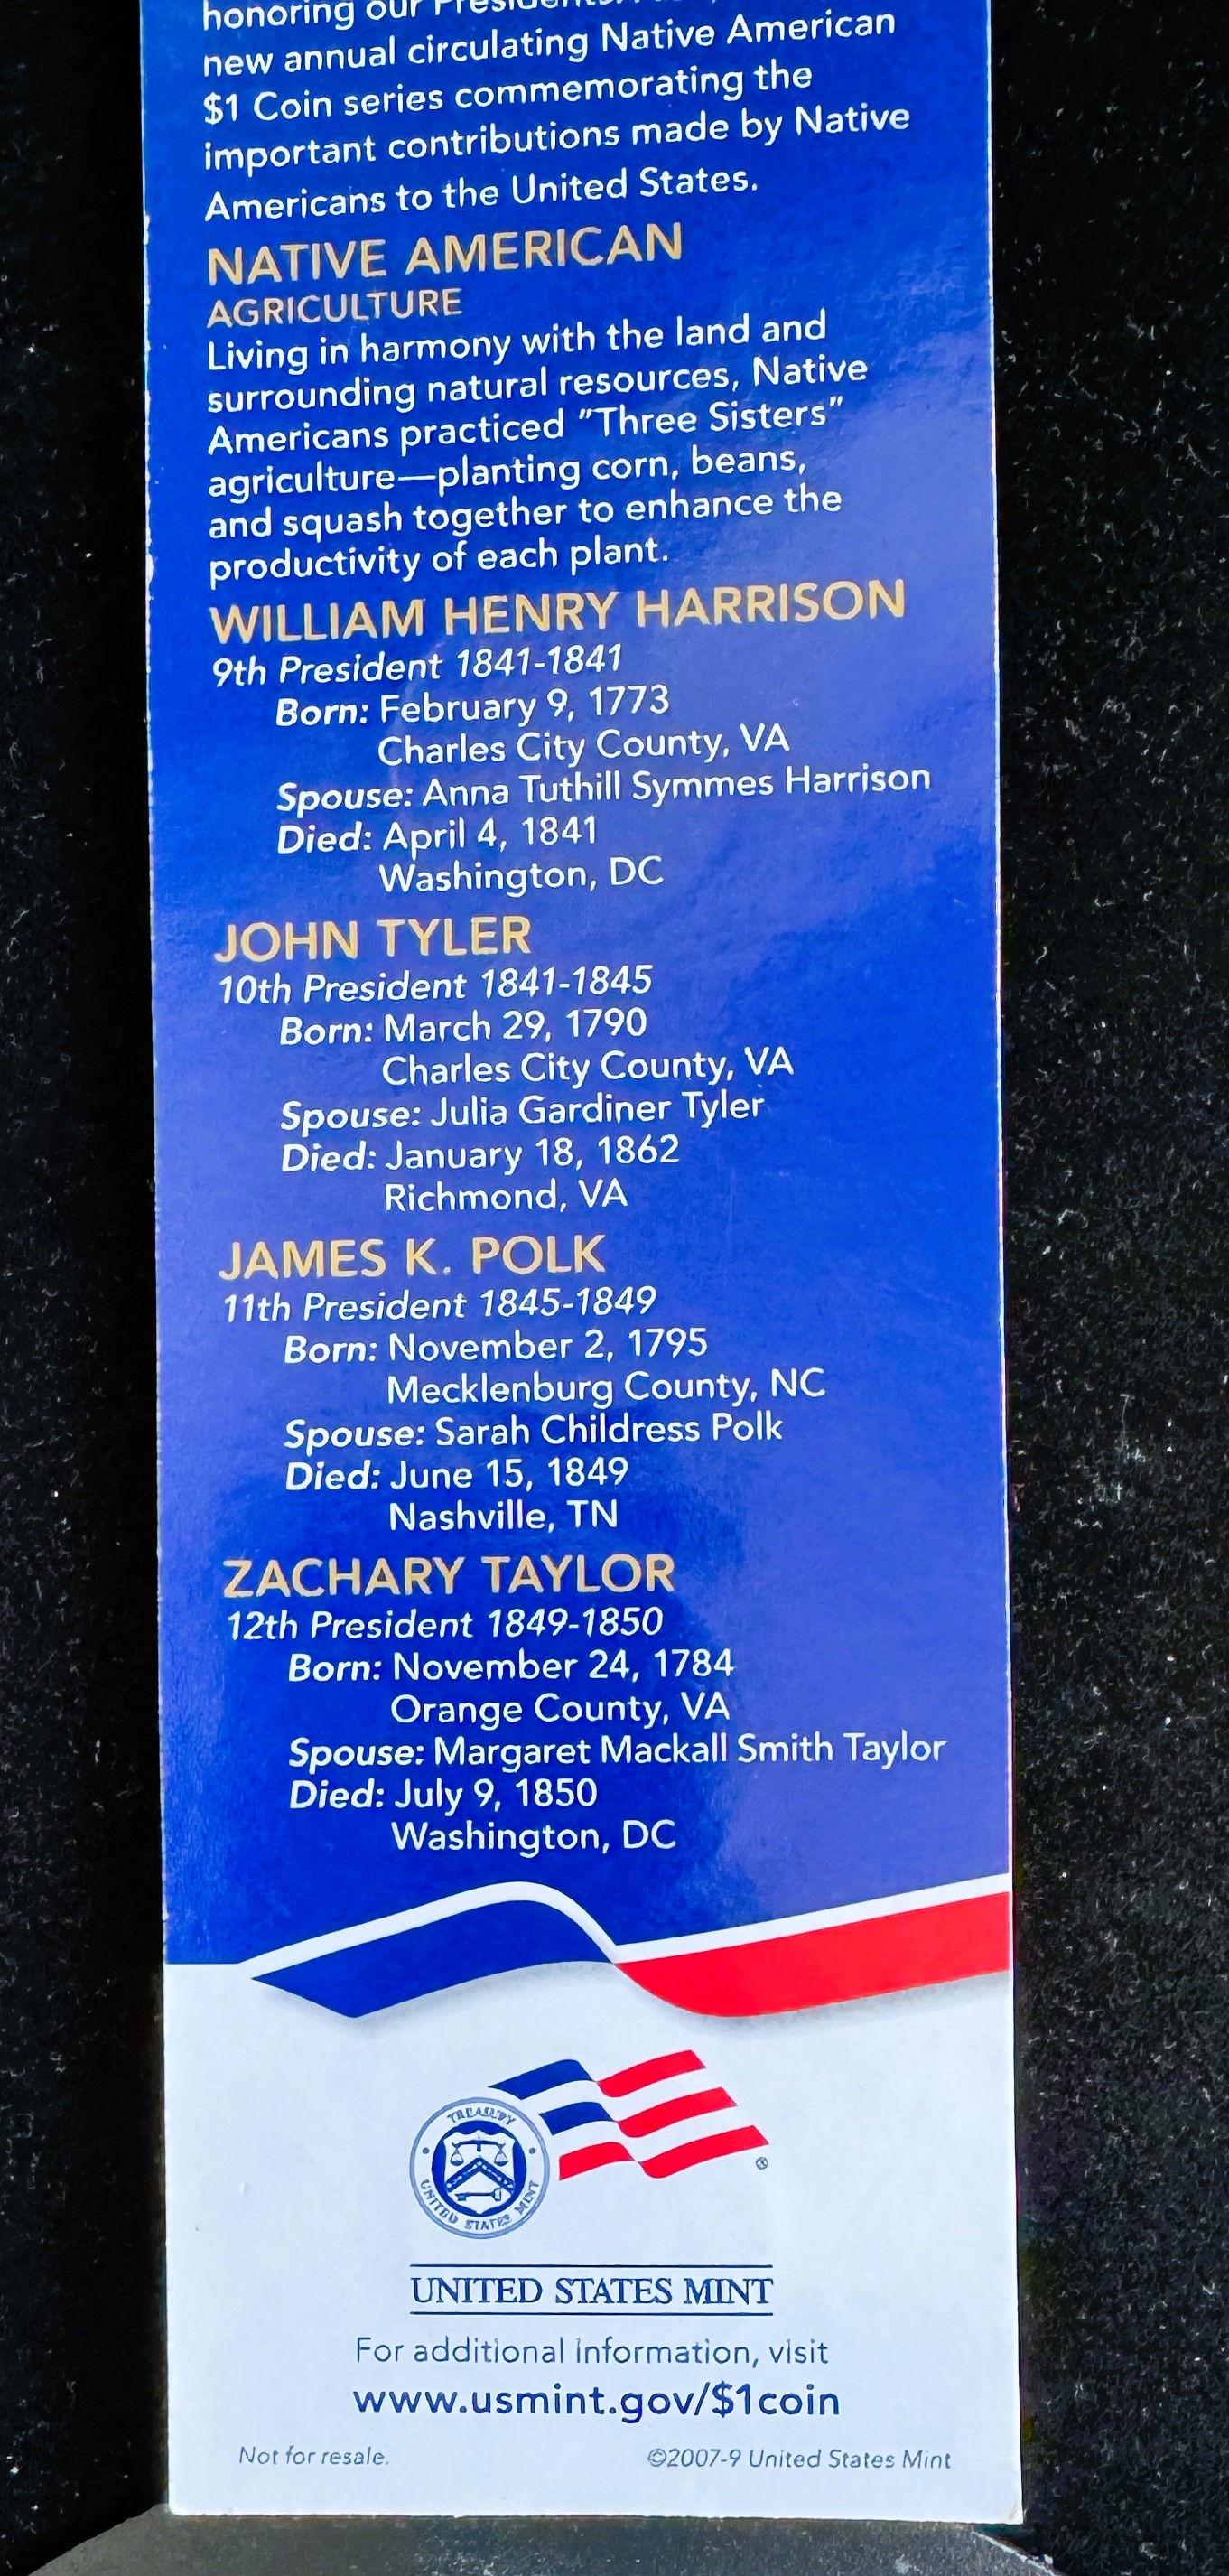 honoring our Presidents.
new annual circulating Native American
$1 Coin series commemorating the
important contributions made by Native
Americans to the United States.
NATIVE AMERICAN
AGRICULTURE
Living in harmony with the land and
surrounding natural resources, Native
Americans practiced "Three Sisters"
agriculture—planting corn, beans,
and squash together to enhance the
productivity of each plant.
WILLIAM HENRY HARRISON
9th President 1841-1841
Born: February 9, 1773
Charles City County, VA
Spouse: Anna Tuthill Symmes Harrison
Died: April 4, 1841
Washington, DC
JOHN TYLER
10th President 1841-1845
Born: March 29, 1790
Charles City County, VA
Spouse: Julia Gardiner Tyler
Died: January 18, 1862
Richmond, VA
JAMES K. POLK
11th President 1845-1849
Born: November 2, 1795
Mecklenburg County, NC
Spouse: Sarah Childress Polk
Died: June 15, 1849
Nashville, TN
ZACHARY TAYLOR
12th President 1849-1850
Born: November 24, 1784
Orange County, VA
Spouse: Margaret Mackall Smith Taylor
Died: July 9, 1850
Washington, DC
TREASURY
UNITED STATES MINT
®
UNITED STATES MINT
For additional information, visit
www.usmint.gov/$1coin
Not for resale. ©2007-9 United States Mint